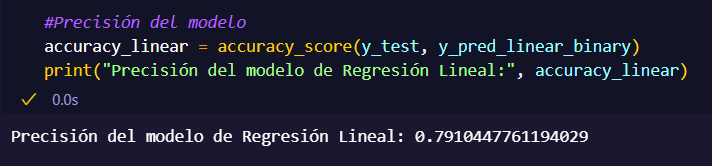 #Precisión del modelo
accuracy_linear = accuracy_score(y_test, y_pred_linear_binary)
print("Precisión del modelo de Regresión Lineal:", accuracy_linear)
0.0s
Precisión del modelo de Regresión Lineal: 0.7910447761194029